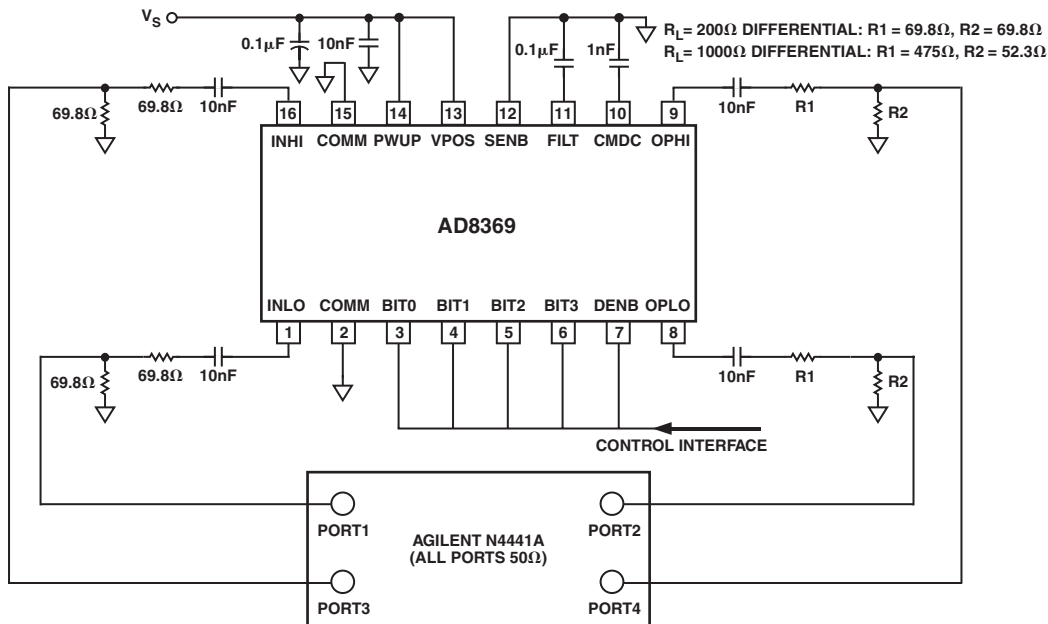 VS
0.1µF
10nF
0.1µF
1nF
RL= 200Ω DIFFERENTIAL: R1 = 69.8Ω, R2 = 69.8Ω
RL= 1000Ω DIFFERENTIAL: R1 = 475Ω, R2 = 52.3Ω
69.8Ω
69.8Ω
10nF
10nF
R1
R2
16
15
14
13
12
11
10
9
INHI
COMM
PWUP
VPOS
SENB
FILT
CMDC
OPHI
AD8369
INLO
COMM
BIT0
BIT1
BIT2
BIT3
DENB
OPLO
1
2
3
4
5
6
7
8
69.8Ω
69.8Ω
10nF
10nF
R1
R2
CONTROL INTERFACE
PORT1
PORT2
AGILENT N4441A
(ALL PORTS 50Ω)
PORT3
PORT4